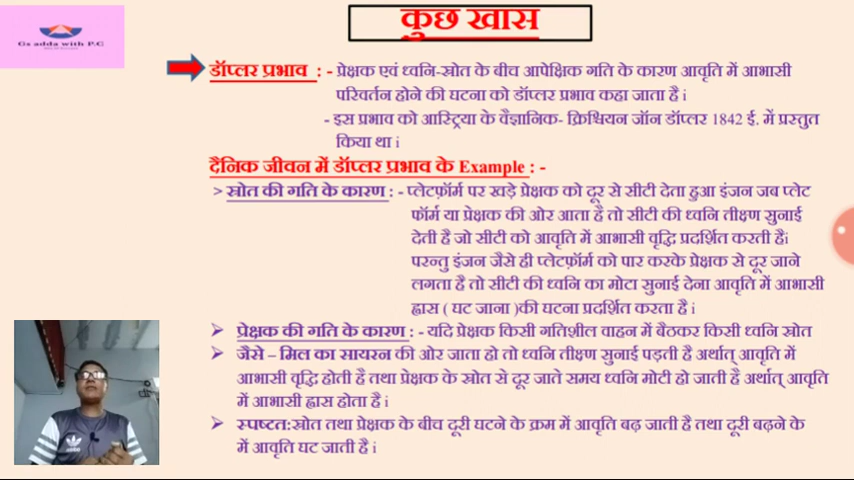 कुछ खास
Gs adda with P.C
डॉप्लर प्रभाव : - प्रेक्षक एवं ध्वनि-स्रोत के बीच आपेक्षिक गति के कारण आवृति में आभासी
परिवर्तन होने की घटना को डॉप्लर प्रभाव कहा जाता है i
- इस प्रभाव को आस्ट्रिया के वैज्ञानिक- क्रिश्चियन जॉन डॉप्लर 1842 ई. में प्रस्तुत
किया था i
दैनिक जीवन में डॉप्लर प्रभाव के Example : -
> स्रोत की गति के कारण : - प्लेटफ़ॉर्म पर खड़े प्रेक्षक को दूर से सीटी देता हुआ इंजन जब प्लेट
फॉर्म या प्रेक्षक की ओर आता है तो सीटी की ध्वनि तीक्ष्ण सुनाई
देती है जो सीटी को आवृति में आभासी वृद्धि प्रदर्शित करती हैi
परन्तु इंजन जैसे ही प्लेटफ़ॉर्म को पार करके प्रेक्षक से दूर जाने
लगता है तो सीटी की ध्वनि का मोटा सुनाई देना आवृति में आभासी
ह्रास ( घट जाना )की घटना प्रदर्शित करता है i
➢ प्रेक्षक की गति के कारण : - यदि प्रेक्षक किसी गतिशील वाहन में बैठकर किसी ध्वनि स्रोत
➢ जैसे – मिल का सायरन की ओर जाता हो तो ध्वनि तीक्ष्ण सुनाई पड़ती है अर्थात् आवृति में
आभासी वृद्धि होती है तथा प्रेक्षक के स्रोत से दूर जाते समय ध्वनि मोटी हो जाती है अर्थात् आवृति
में आभासी ह्रास होता है i
➢ स्पष्टत:स्रोत तथा प्रेक्षक के बीच दूरी घटने के क्रम में आवृति बढ़ जाती है तथा दूरी बढ़ने के
में आवृति घट जाती है i
adidas